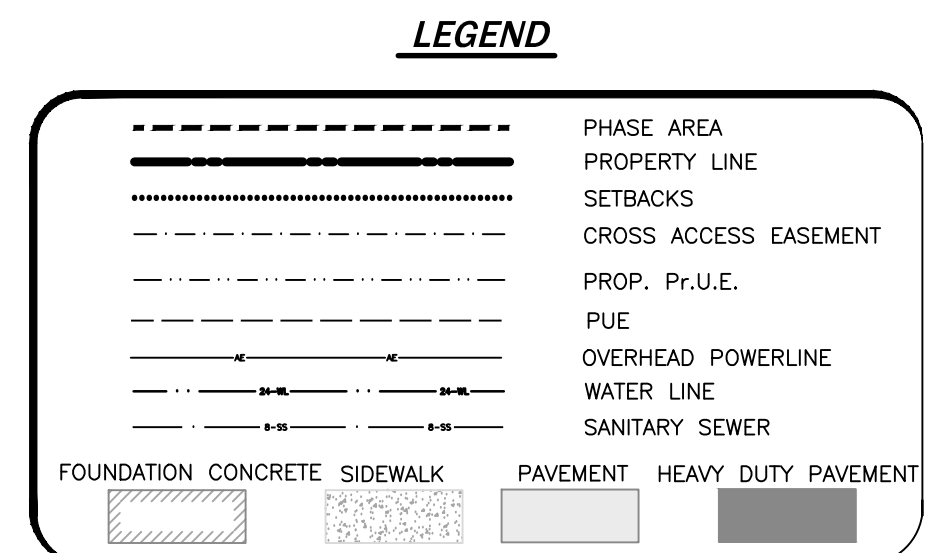 LEGEND
PHASE AREA
PROPERTY LINE
SETBACKS
CROSS ACCESS EASEMENT
PROP. Pr.U.E.
PUE
AE AE OVERHEAD POWERLINE
24-WL 24-WL WATER LINE
8-SS 8-SS SANITARY SEWER
FOUNDATION CONCRETE SIDEWALK PAVEMENT HEAVY DUTY PAVEMENT